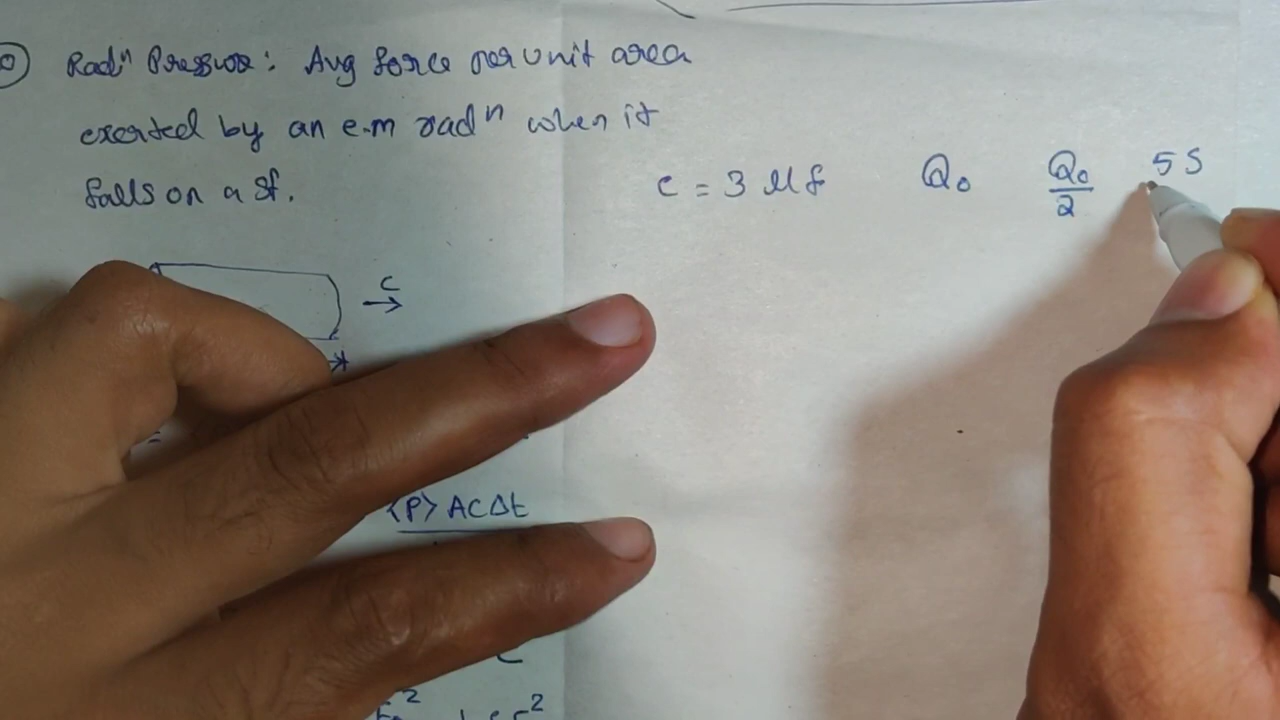 Radⁿ Pressure: Avg force per unit area
exerted by an e.m radⁿ when it
falls on a sf.
c = 3 μf Q₀ Q₀/2 5S
C
⟨P⟩ ACΔt